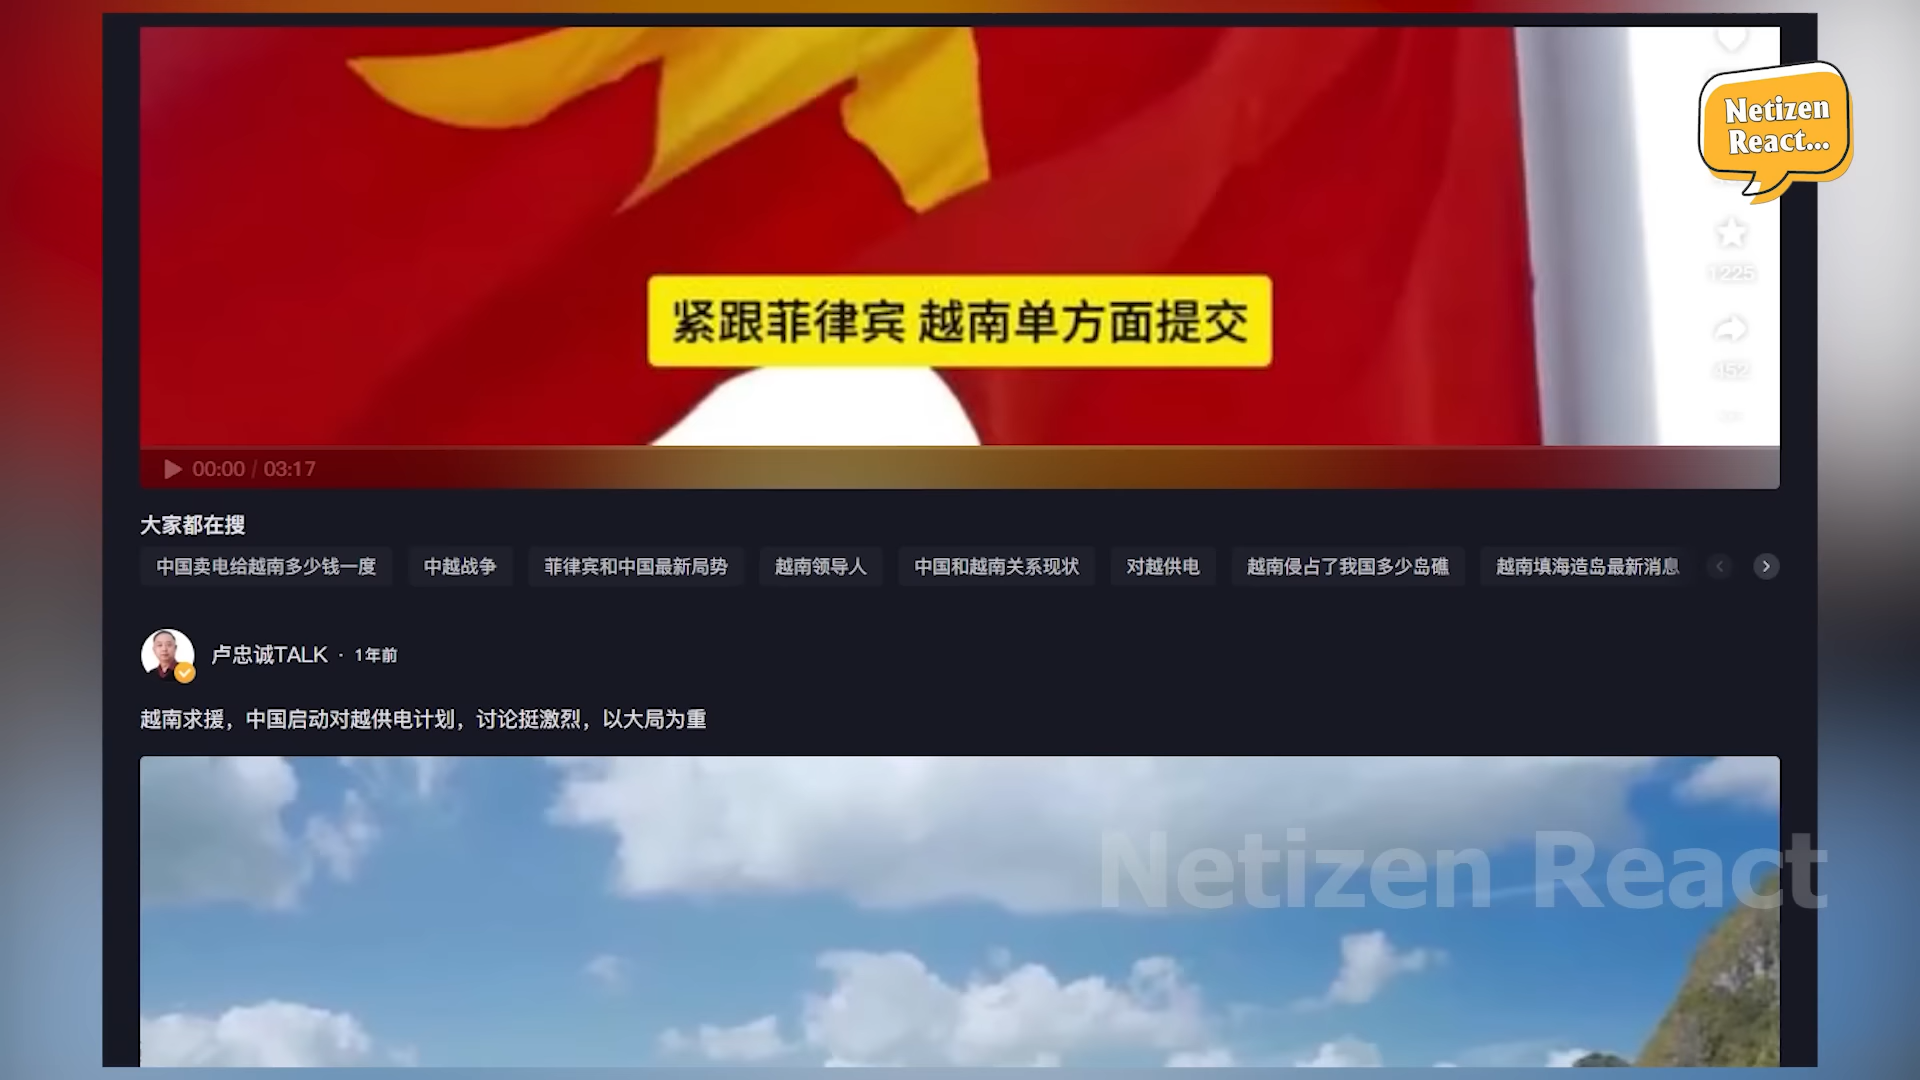 Netizen
React...
紧跟菲律宾 越南单方面提交
1225
452
00:00 / 03:17
大家都在搜
中国卖电给越南多少钱一度 中越战争 菲律宾和中国最新局势 越南领导人 中国和越南关系现状 对越供电 越南侵占了我国多少岛礁 越南填海造岛最新消息
卢忠诚TALK · 1年前
越南求援，中国启动对越供电计划，讨论挺激烈，以大局为重
Netizen React